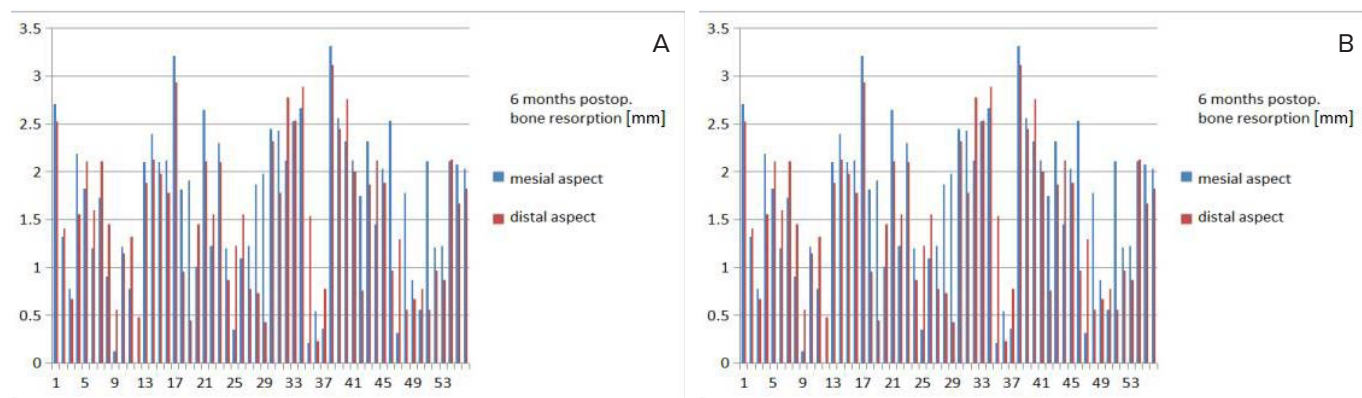 A
3.5
3
2.5
2
1.5
1
0.5
0
1 5 9 13 17 21 25 29 33 37 41 45 49 53
6 months postop.
bone resorption [mm]
mesial aspect
distal aspect
B
3.5
3
2.5
2
1.5
1
0.5
0
1 5 9 13 17 21 25 29 33 37 41 45 49 53
6 months postop.
bone resorption [mm]
mesial aspect
distal aspect